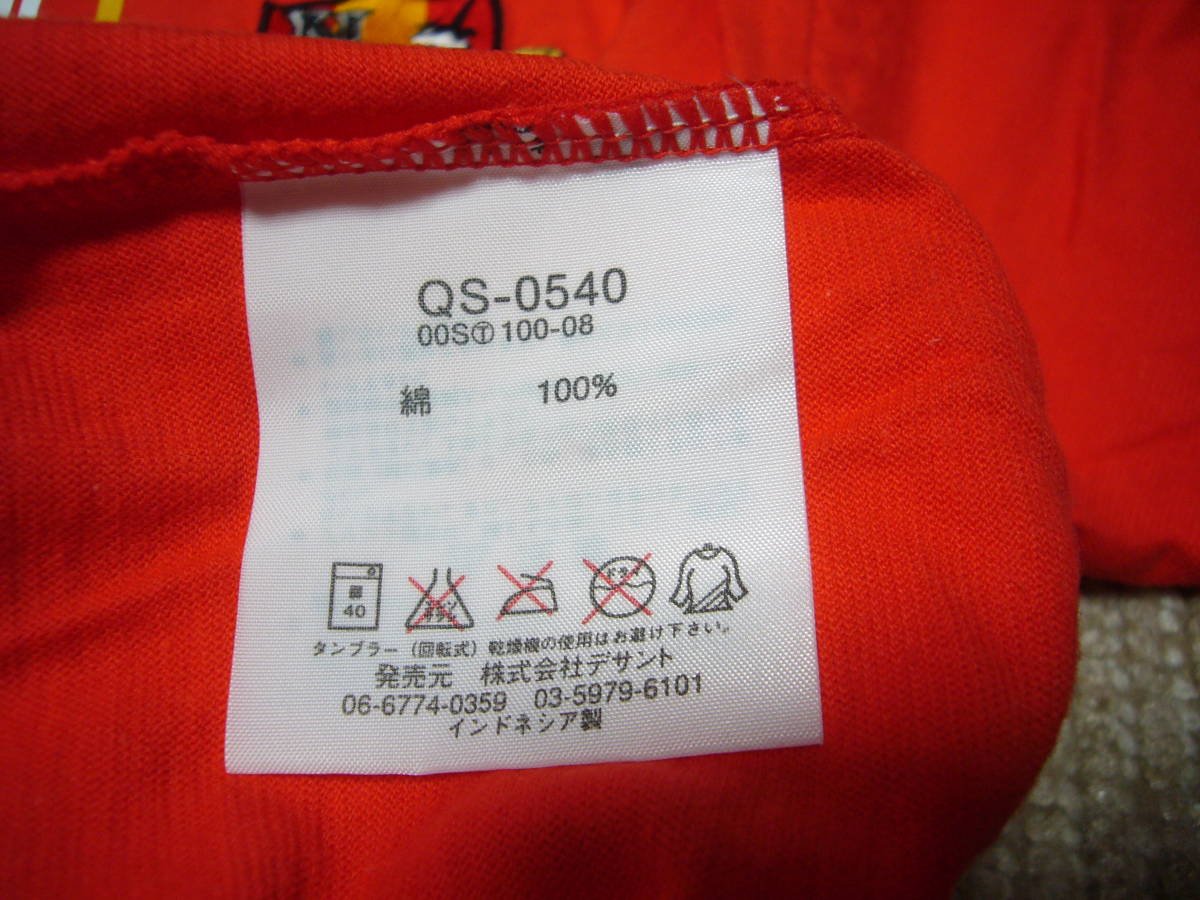 QS-0540
00SⓉ100-08
綿 100%
40
タンブラー（回転式）乾燥機の使用はお避け下さい。
発売元 株式会社デサント
06-6774-0359 03-5979-6101
インドネシア製